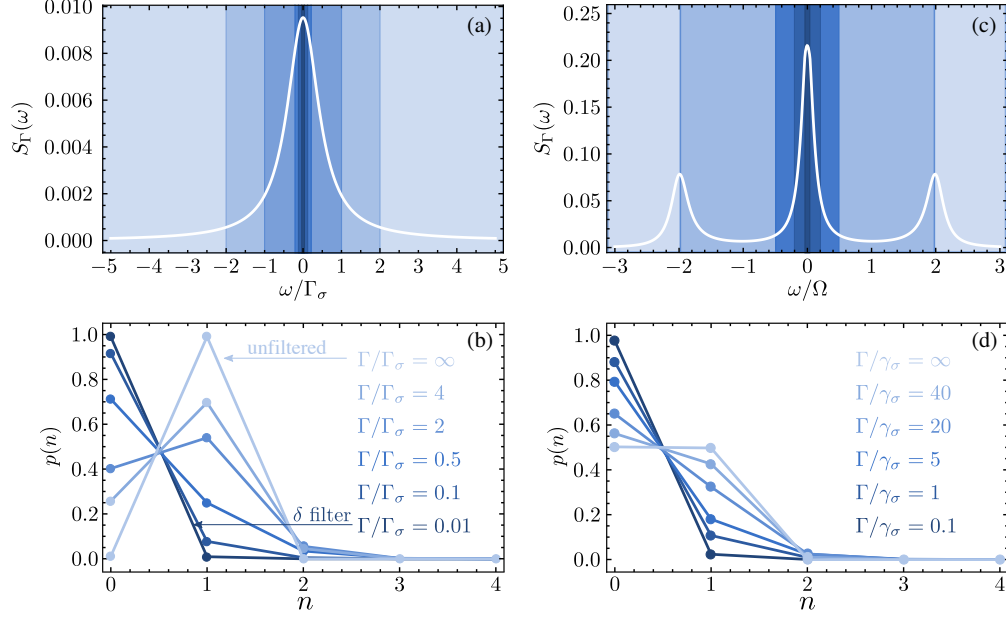 (a)
0.010
0.008
0.006
0.004
0.002
0.000
S_Γ(ω)
−5 −4 −3 −2 −1 0 1 2 3 4 5
ω/Γ_σ
(c)
0.25
0.20
0.15
0.10
0.05
0.00
S_Γ(ω)
−3 −2 −1 0 1 2 3
ω/Ω
(b)
1.0
0.8
0.6
0.4
0.2
0.0
p(n)
unfiltered
Γ/Γ_σ = ∞
Γ/Γ_σ = 4
Γ/Γ_σ = 2
Γ/Γ_σ = 0.5
Γ/Γ_σ = 0.1
δ filter
Γ/Γ_σ = 0.01
0 1 2 3 4
n
(d)
1.0
0.8
0.6
0.4
0.2
0.0
p(n)
Γ/γ_σ = ∞
Γ/γ_σ = 40
Γ/γ_σ = 20
Γ/γ_σ = 5
Γ/γ_σ = 1
Γ/γ_σ = 0.1
0 1 2 3 4
n